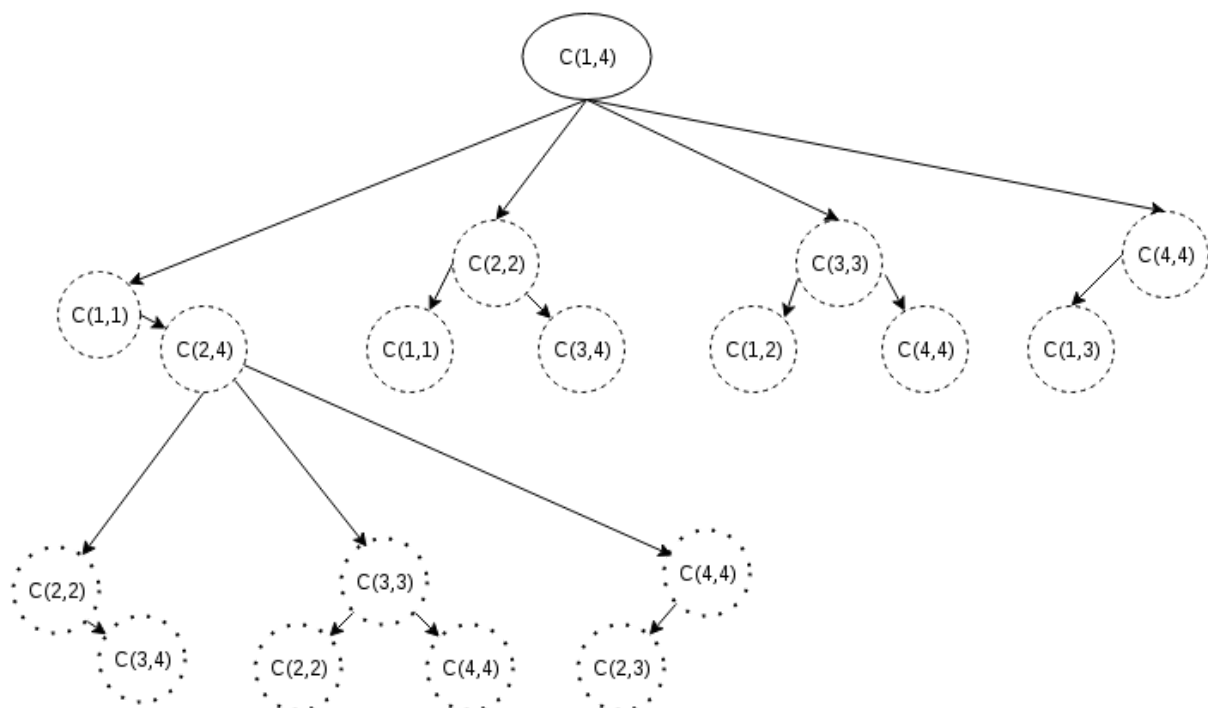 C(1,4)
C(2,2)
C(3,3)
C(4,4)
C(1,1)
C(2,4)
C(1,1)
C(3,4)
C(1,2)
C(4,4)
C(1,3)
C(2,2)
C(3,3)
C(4,4)
C(3,4)
C(2,2)
C(4,4)
C(2,3)